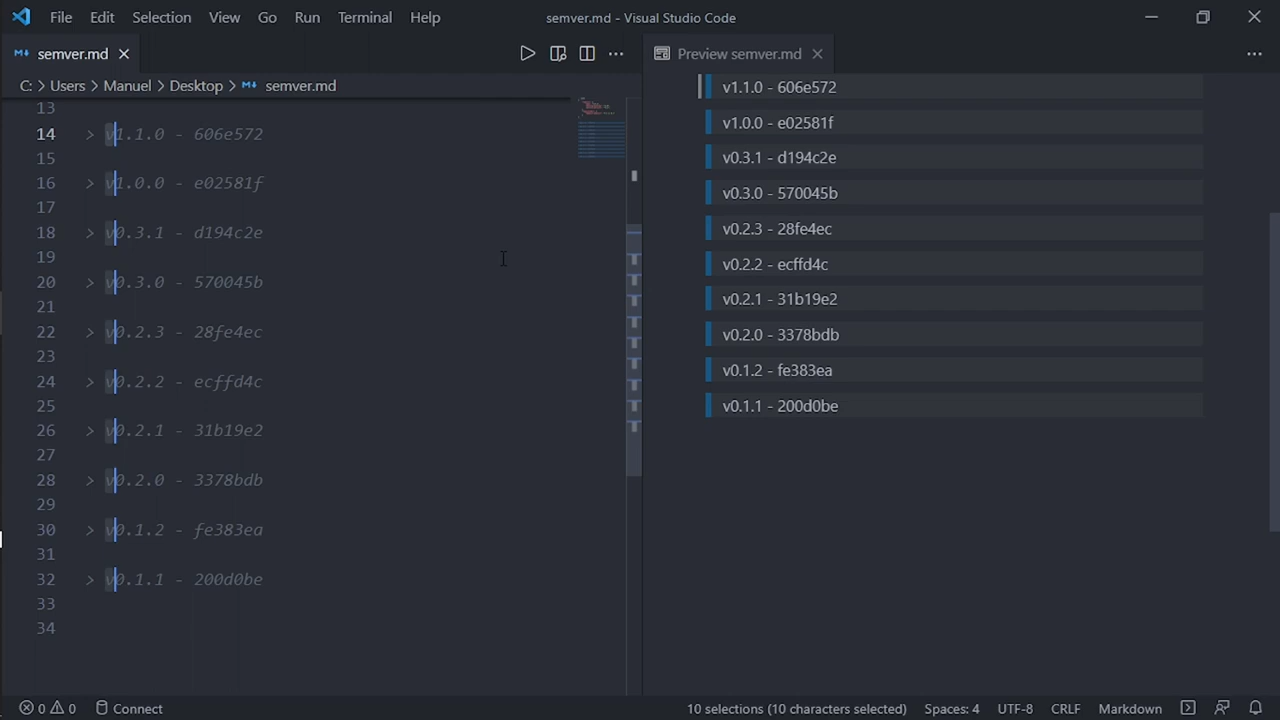 File Edit Selection View Go Run Terminal Help
semver.md - Visual Studio Code
semver.md
Preview semver.md
C: > Users > Manuel > Desktop > semver.md
13
14 > v1.1.0 - 606e572
15
16 > v1.0.0 - e02581f
17
18 > v0.3.1 - d194c2e
19
20 > v0.3.0 - 570045b
21
22 > v0.2.3 - 28fe4ec
23
24 > v0.2.2 - ecffd4c
25
26 > v0.2.1 - 31b19e2
27
28 > v0.2.0 - 3378bdb
29
30 > v0.1.2 - fe383ea
31
32 > v0.1.1 - 200d0be
33
34
v1.1.0 - 606e572
v1.0.0 - e02581f
v0.3.1 - d194c2e
v0.3.0 - 570045b
v0.2.3 - 28fe4ec
v0.2.2 - ecffd4c
v0.2.1 - 31b19e2
v0.2.0 - 3378bdb
v0.1.2 - fe383ea
v0.1.1 - 200d0be
0 0 Connect
10 selections (10 characters selected) Spaces: 4 UTF-8 CRLF Markdown